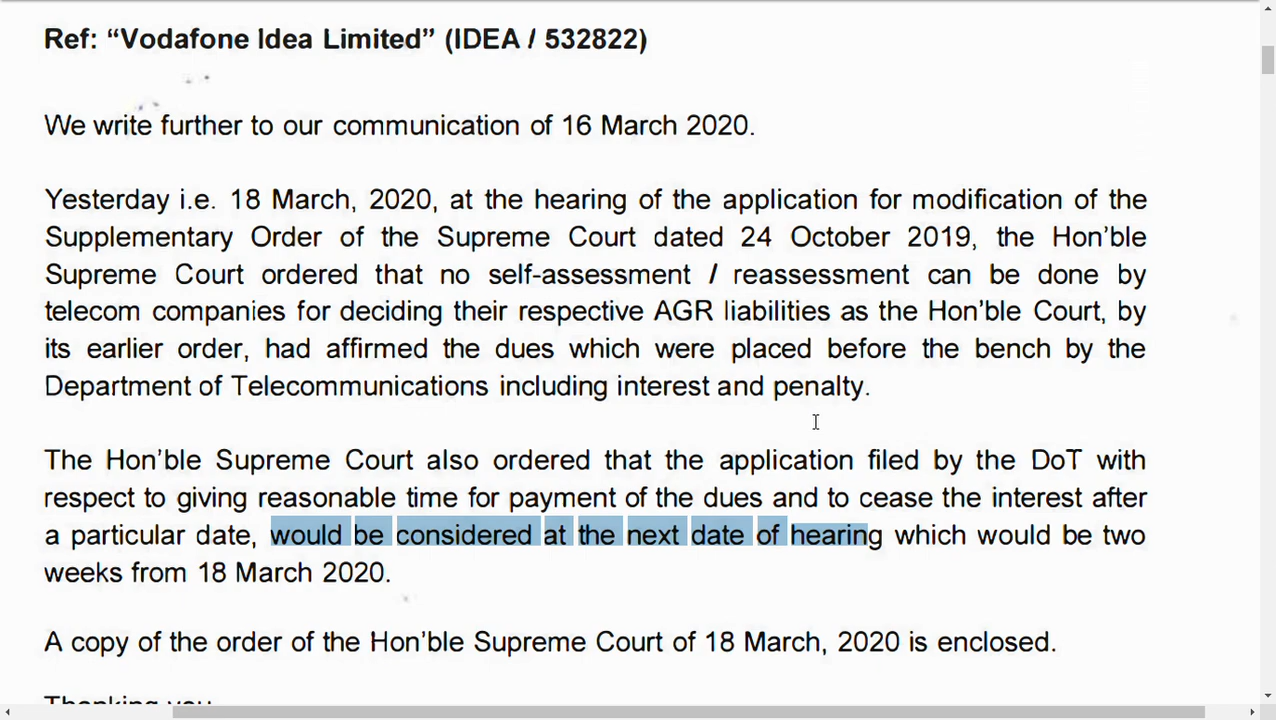 Ref: “Vodafone Idea Limited” (IDEA / 532822)
We write further to our communication of 16 March 2020.
Yesterday i.e. 18 March, 2020, at the hearing of the application for modification of the
Supplementary Order of the Supreme Court dated 24 October 2019, the Hon’ble
Supreme Court ordered that no self-assessment / reassessment can be done by
telecom companies for deciding their respective AGR liabilities as the Hon’ble Court, by
its earlier order, had affirmed the dues which were placed before the bench by the
Department of Telecommunications including interest and penalty.
The Hon’ble Supreme Court also ordered that the application filed by the DoT with
respect to giving reasonable time for payment of the dues and to cease the interest after
a particular date, would be considered at the next date of hearing which would be two
weeks from 18 March 2020.
A copy of the order of the Hon’ble Supreme Court of 18 March, 2020 is enclosed.
Thanking you